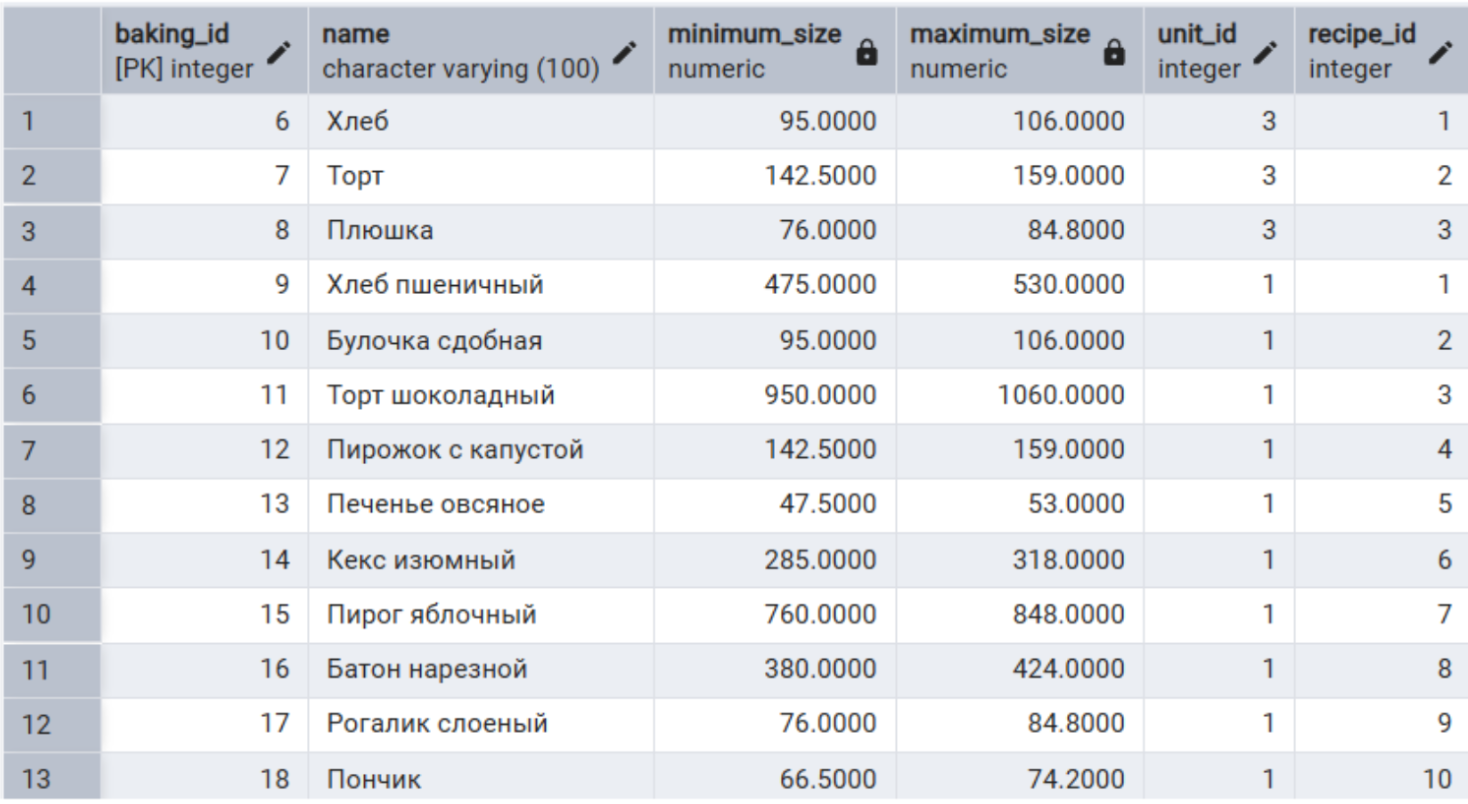 baking_id name minimum_size maximum_size unit_id recipe_id
[PK] integer character varying (100) numeric numeric integer integer
1 6 Хлеб 95.0000 106.0000 3 1
2 7 Торт 142.5000 159.0000 3 2
3 8 Плюшка 76.0000 84.8000 3 3
4 9 Хлеб пшеничный 475.0000 530.0000 1 1
5 10 Булочка сдобная 95.0000 106.0000 1 2
6 11 Торт шоколадный 950.0000 1060.0000 1 3
7 12 Пирожок с капустой 142.5000 159.0000 1 4
8 13 Печенье овсяное 47.5000 53.0000 1 5
9 14 Кекс изюмный 285.0000 318.0000 1 6
10 15 Пирог яблочный 760.0000 848.0000 1 7
11 16 Батон нарезной 380.0000 424.0000 1 8
12 17 Рогалик слоеный 76.0000 84.8000 1 9
13 18 Пончик 66.5000 74.2000 1 10